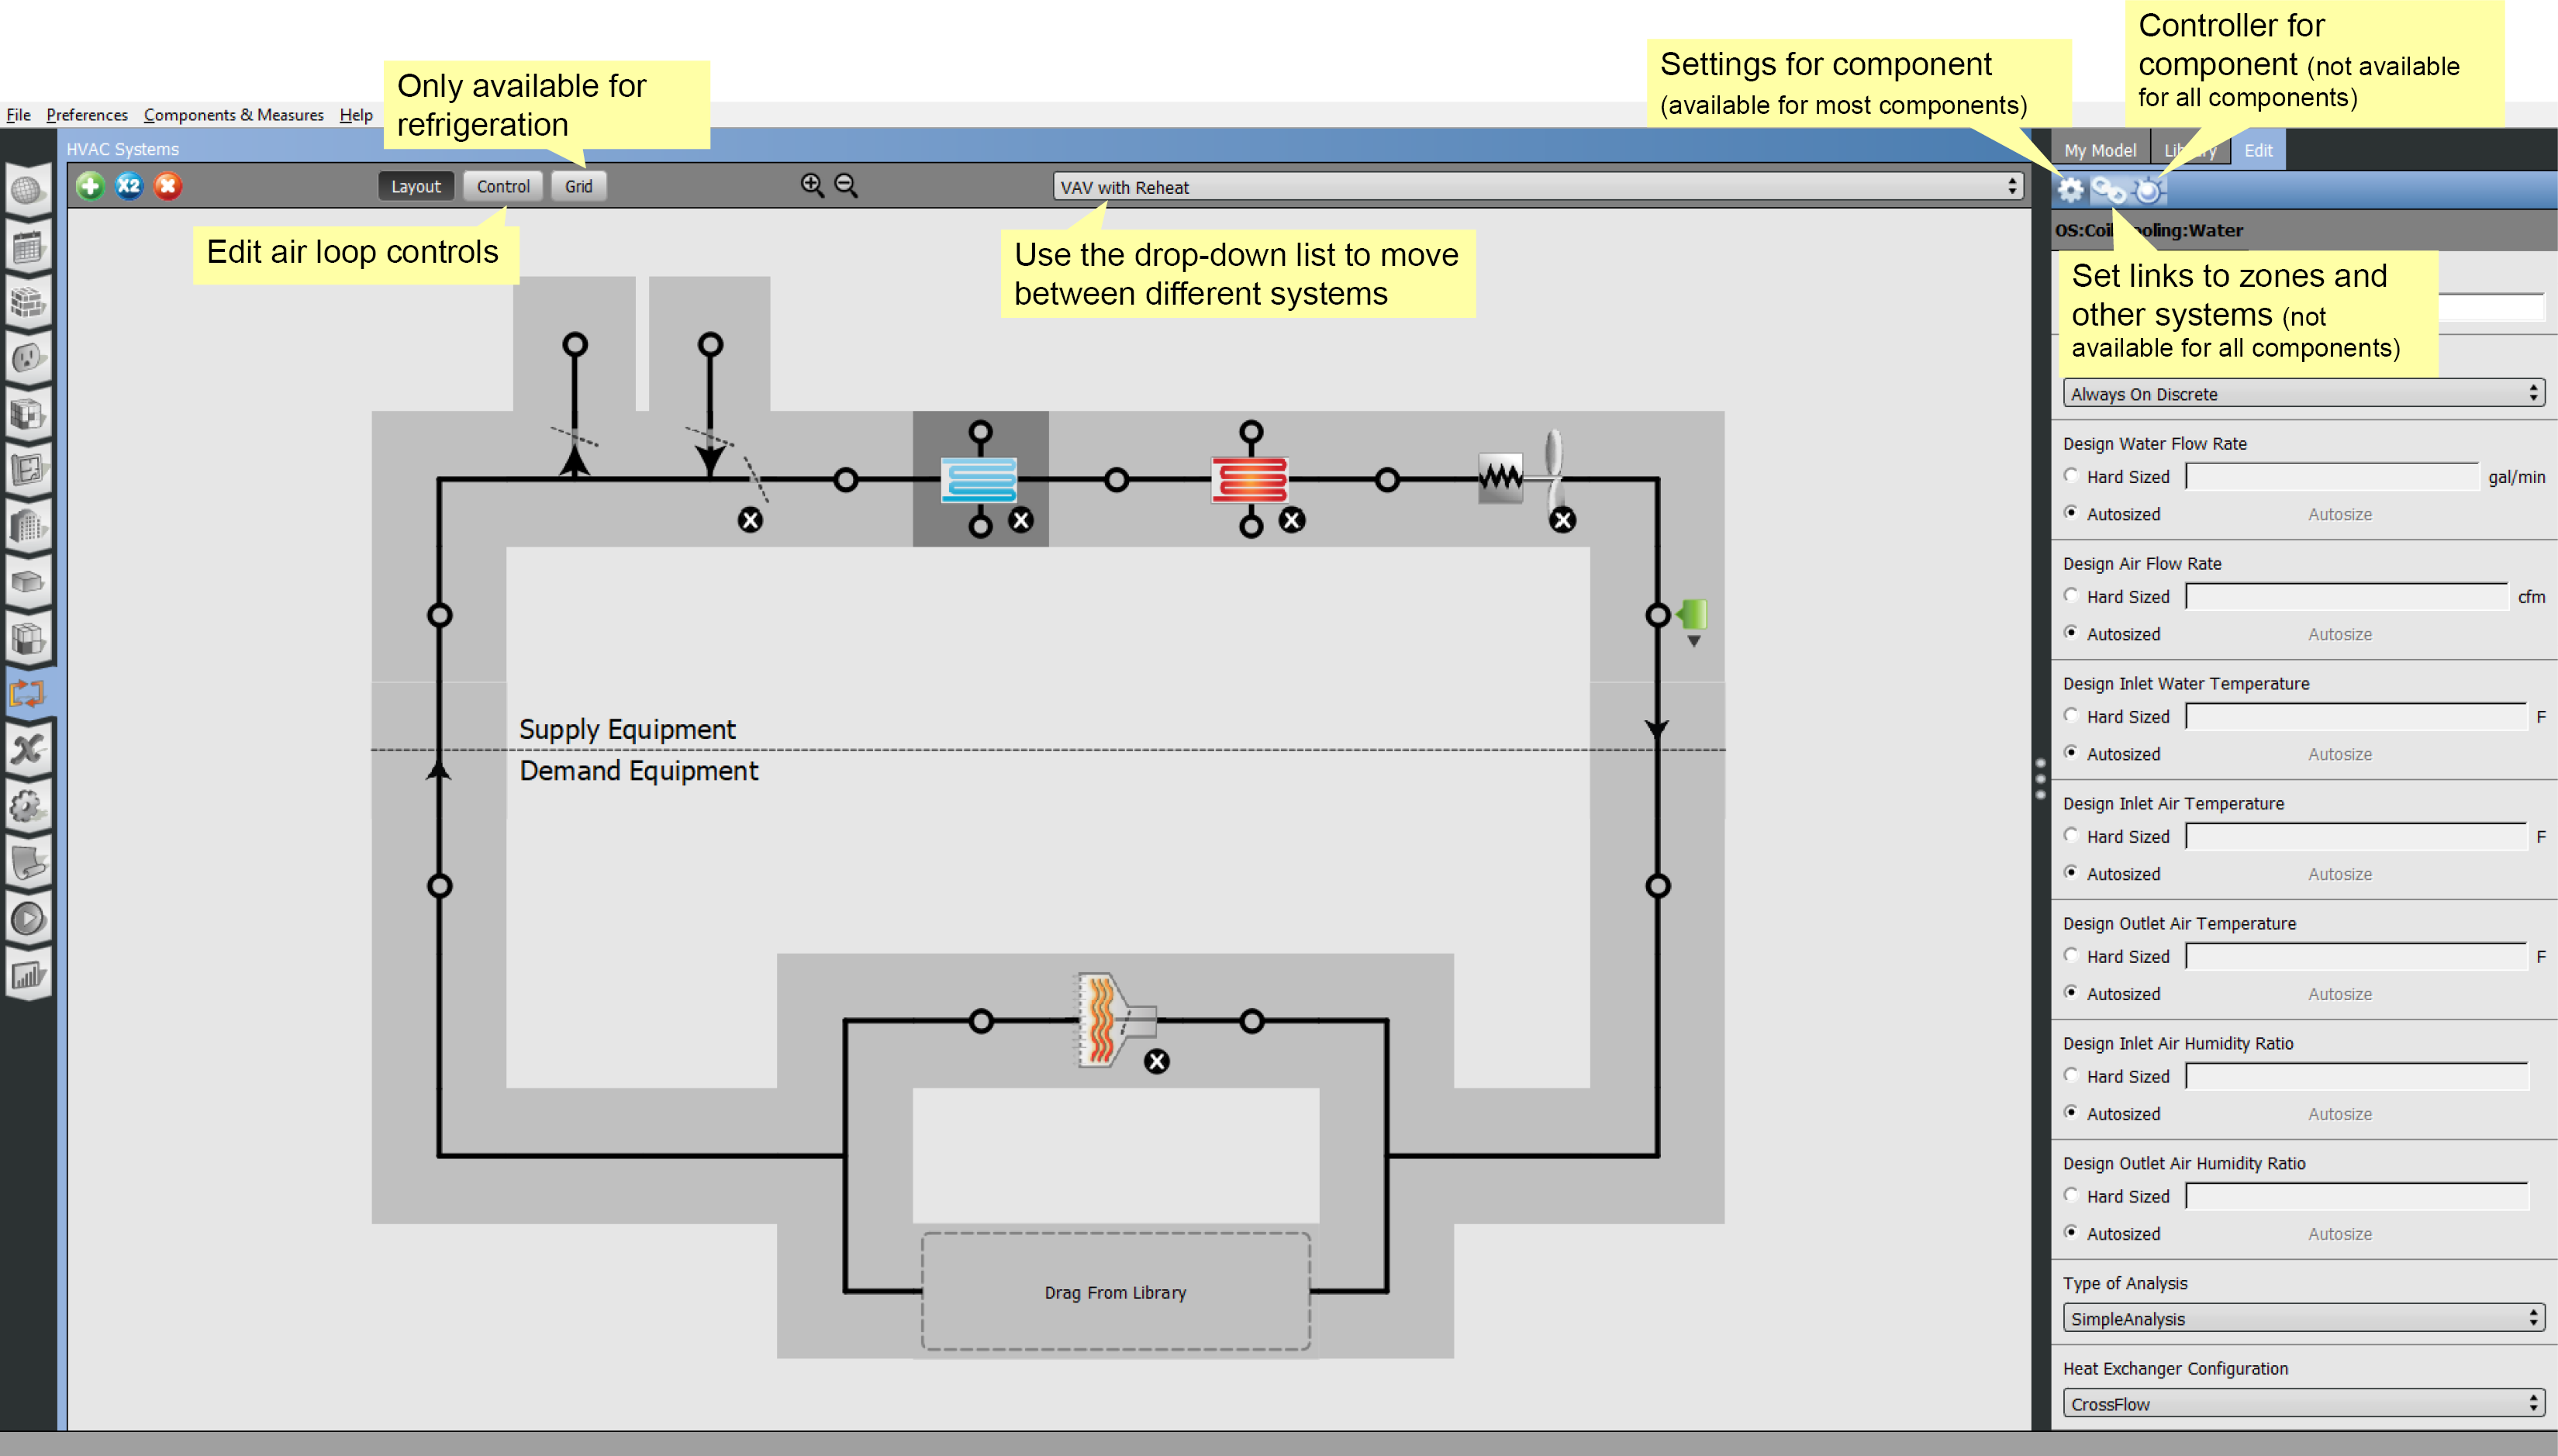 Controller for
component (not available
for all components)
Settings for component
(available for most components)
Only available for
refrigeration
File Preferences Components & Measures Help
HVAC Systems
My Model
Edit
X2
Layout
Control
Grid
VAV with Reheat
Edit air loop controls
Use the drop-down list to move
between different systems
Set links to zones and
other systems (not
available for all components)
Always On Discrete
Design Water Flow Rate
Hard Sized gal/min
Autosized Autosize
Design Air Flow Rate
Hard Sized cfm
Autosized Autosize
Design Inlet Water Temperature
Hard Sized F
Autosized Autosize
Design Inlet Air Temperature
Hard Sized F
Autosized Autosize
Design Outlet Air Temperature
Hard Sized F
Autosized Autosize
Design Inlet Air Humidity Ratio
Hard Sized
Autosized Autosize
Design Outlet Air Humidity Ratio
Hard Sized
Autosized Autosize
Type of Analysis
SimpleAnalysis
Heat Exchanger Configuration
CrossFlow
Supply Equipment
Demand Equipment
Drag From Library